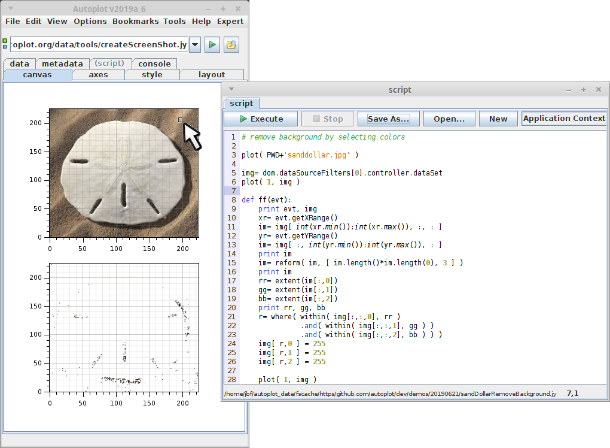 Autoplot v2019a_6
File Edit View Options Bookmarks Tools Help Expert
oplot.org/data/tools/createScreenShot.jy
data metadata (script) console
canvas axes style layout
200
150
100
50
0
0 50 100 150 200
200
150
100
50
0
0 50 100 150 200
script
script
Execute Stop Save As... Open... New Application Context
1 # remove background by selecting colors
2
3 plot( PWD+'sanddollar.jpg' )
4
5 img= dom.dataSourceFilters[0].controller.dataSet
6 plot( 1, img )
7
8 def ff(evt):
9 print evt, img
10 xr= evt.getXRange()
11 im= img[ int(xr.min()):int(xr.max()), :, : ]
12 yr= evt.getYRange()
13 im= img[ :, int(yr.min()):int(yr.max()), : ]
14 print im
15 im= reform( im, [ im.length()*im.length(0), 3 ] )
16 print im
17 rr= extent(im[:,0])
18 gg= extent(im[:,1])
19 bb= extent(im[:,2])
20 print rr, gg, bb
21 r= where( within( img[:,:,0], rr )
22 .and( within( img[:,:,1], gg ) )
23 .and( within( img[:,:,2], bb ) ) )
24 img[ r,0 ] = 255
25 img[ r,1 ] = 255
26 img[ r,2 ] = 255
27
28 plot( 1, img )
/home/jbf/autoplot_data/fscache/https/github.com/autoplot/dev/demos/20190621/sandDollarRemoveBackground.jy 7,1